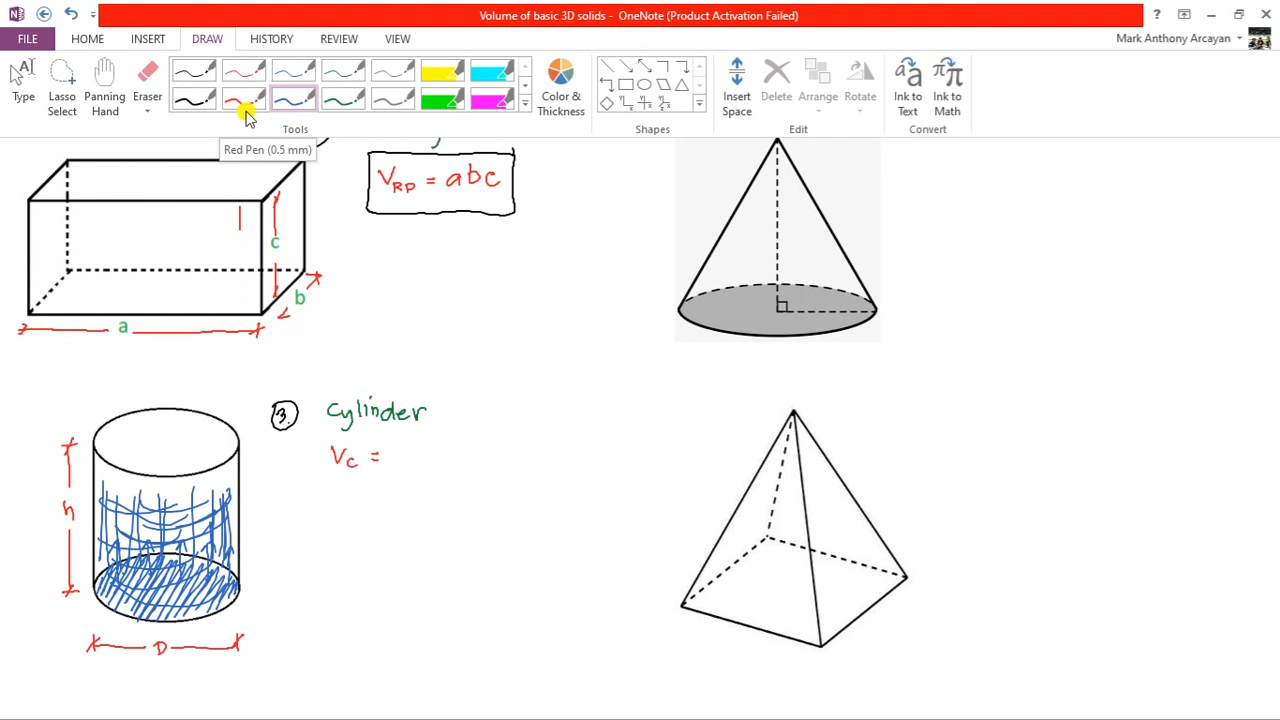 Volume of basic 3D solids - OneNote (Product Activation Failed)
?
FILE HOME INSERT DRAW HISTORY REVIEW VIEW
Mark Anthony Arcayan
Type
Lasso Select
Panning Hand
Eraser
Color & Thickness
Insert Space
Delete
Arrange
Rotate
Ink to Text
Ink to Math
Tools
Shapes
Edit
Convert
Red Pen (0.5 mm)
V_RP = abc
c
b
a
3. Cylinder
V_C =
h
D